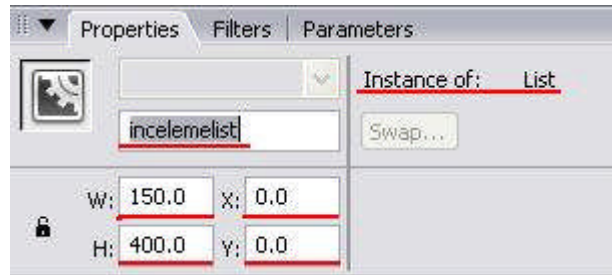 Properties Filters Parameters
Instance of: List
incelemelist
Swap...
W: 150.0 X: 0.0
H: 400.0 Y: 0.0